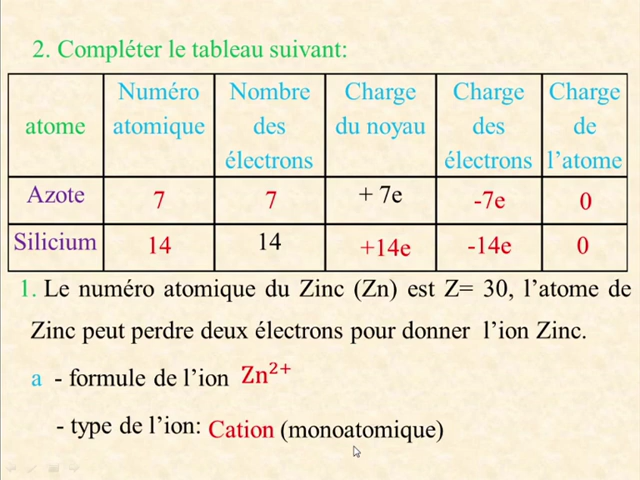 2. Compléter le tableau suivant:
atome
Numéro atomique
Nombre des électrons
Charge du noyau
Charge des électrons
Charge de l’atome
Azote 7 7 + 7e -7e 0
Silicium 14 14 +14e -14e 0
1. Le numéro atomique du Zinc (Zn) est Z= 30, l’atome de
Zinc peut perdre deux électrons pour donner l’ion Zinc.
a - formule de l’ion Zn²⁺
- type de l’ion: Cation (monoatomique)